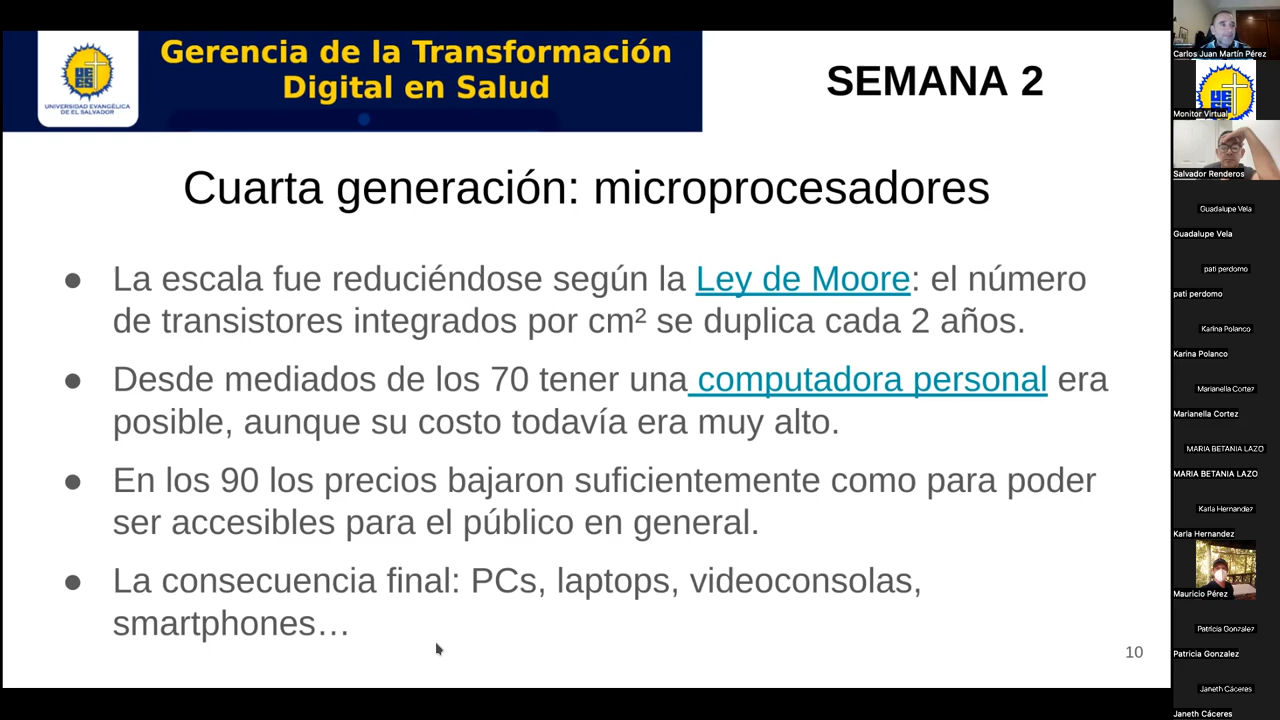 Gerencia de la Transformación
Digital en Salud
UNIVERSIDAD EVANGÉLICA
DE EL SALVADOR
SEMANA 2
Cuarta generación: microprocesadores
● La escala fue reduciéndose según la Ley de Moore: el número
de transistores integrados por cm² se duplica cada 2 años.
● Desde mediados de los 70 tener una computadora personal era
posible, aunque su costo todavía era muy alto.
● En los 90 los precios bajaron suficientemente como para poder
ser accesibles para el público en general.
● La consecuencia final: PCs, laptops, videoconsolas,
smartphones…
10
Carlos Juan Martín Pérez
Monitor Virtual
Salvador Renderos
Guadalupe Vela
Guadalupe Vela
pati perdomo
pati perdomo
Karina Polanco
Karina Polanco
Marianella Cortez
Marianella Cortez
MARIA BETANIA LAZO
MARIA BETANIA LAZO
Karla Hernandez
Karla Hernandez
Mauricio Pérez
Patricia Gonzalez
Patricia Gonzalez
Janeth Cáceres
Janeth Cáceres